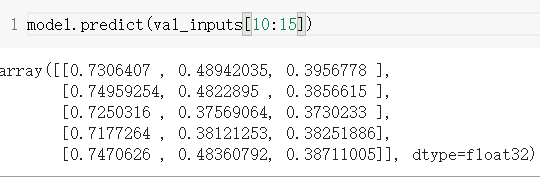 1 model.predict(val_inputs[10:15])
array([[0.7306407 , 0.48942035, 0.3956778 ],
[0.74959254, 0.4822895 , 0.3856615 ],
[0.7250316 , 0.37569064, 0.3730233 ],
[0.7177264 , 0.38121253, 0.38251886],
[0.7470626 , 0.48360792, 0.38711005]], dtype=float32)